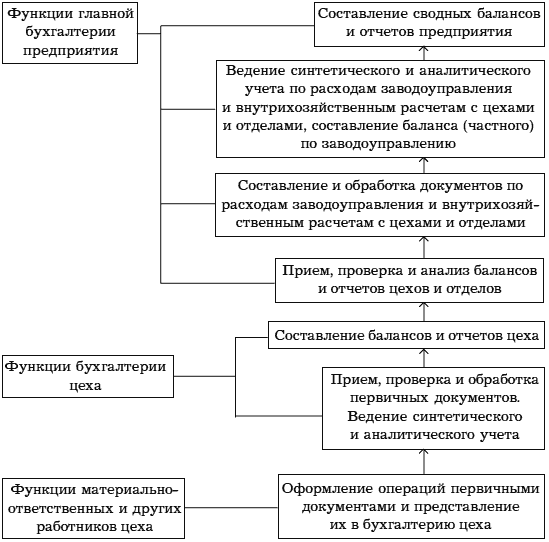 Функции главной
бухгалтерии
предприятия
Составление сводных балансов
и отчетов предприятия
Ведение синтетического и аналитического
учета по расходам заводоуправления
и внутрихозяйственным расчетам с цехами
и отделами, составление баланса (частного)
по заводоуправлению
Составление и обработка документов по
расходам заводоуправления и внутрихозяй-
ственным расчетам с цехами и отделами
Прием, проверка и анализ балансов
и отчетов цехов и отделов
Функции бухгалтерии
цеха
Составление балансов и отчетов цеха
Прием, проверка и обработка
первичных документов.
Ведение синтетического
и аналитического учета
Функции материально-
ответственных и других
работников цеха
Оформление операций первичными
документами и представление
их в бухгалтерию цеха